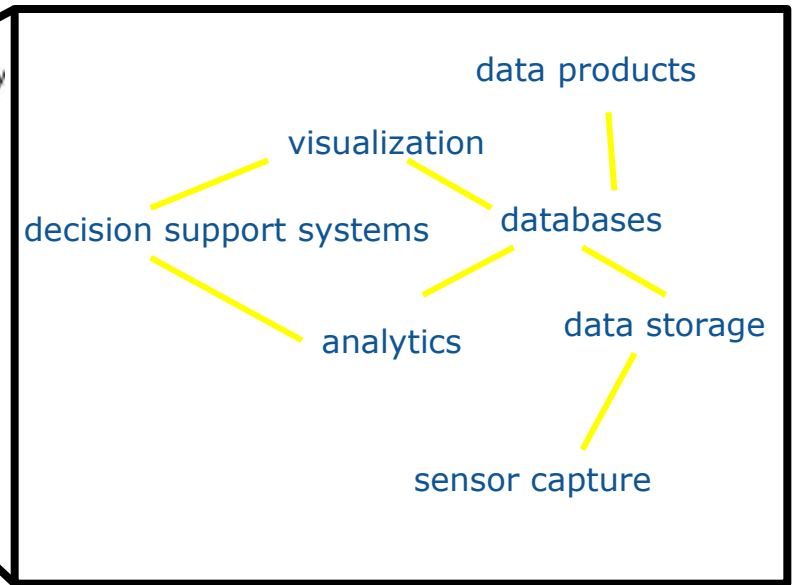 data products
visualization
databases
decision support systems
data storage
analytics
sensor capture